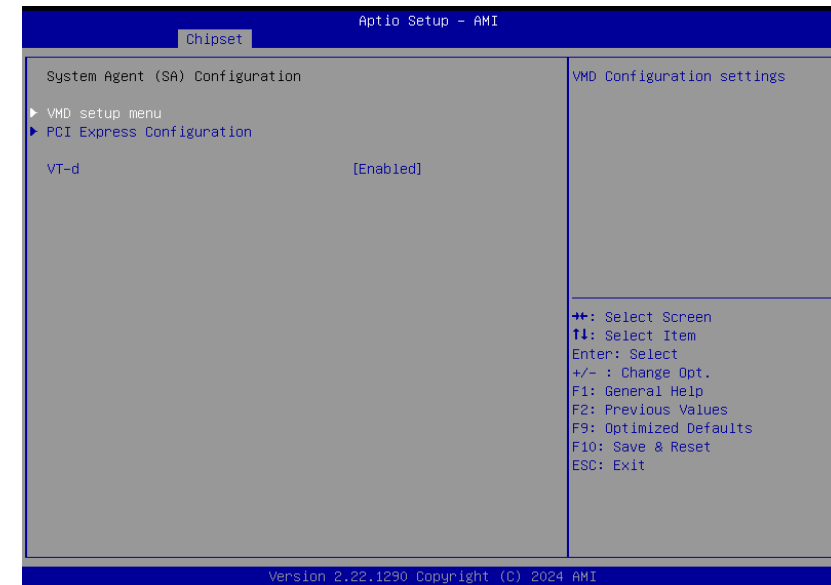 Aptio Setup – AMI
Chipset
System Agent (SA) Configuration
VMD setup menu
PCI Express Configuration
VT-d [Enabled]
VMD Configuration settings
→←: Select Screen
↑↓: Select Item
Enter: Select
+/- : Change Opt.
F1: General Help
F2: Previous Values
F9: Optimized Defaults
F10: Save & Reset
ESC: Exit
Version 2.22.1290 Copyright (C) 2024 AMI